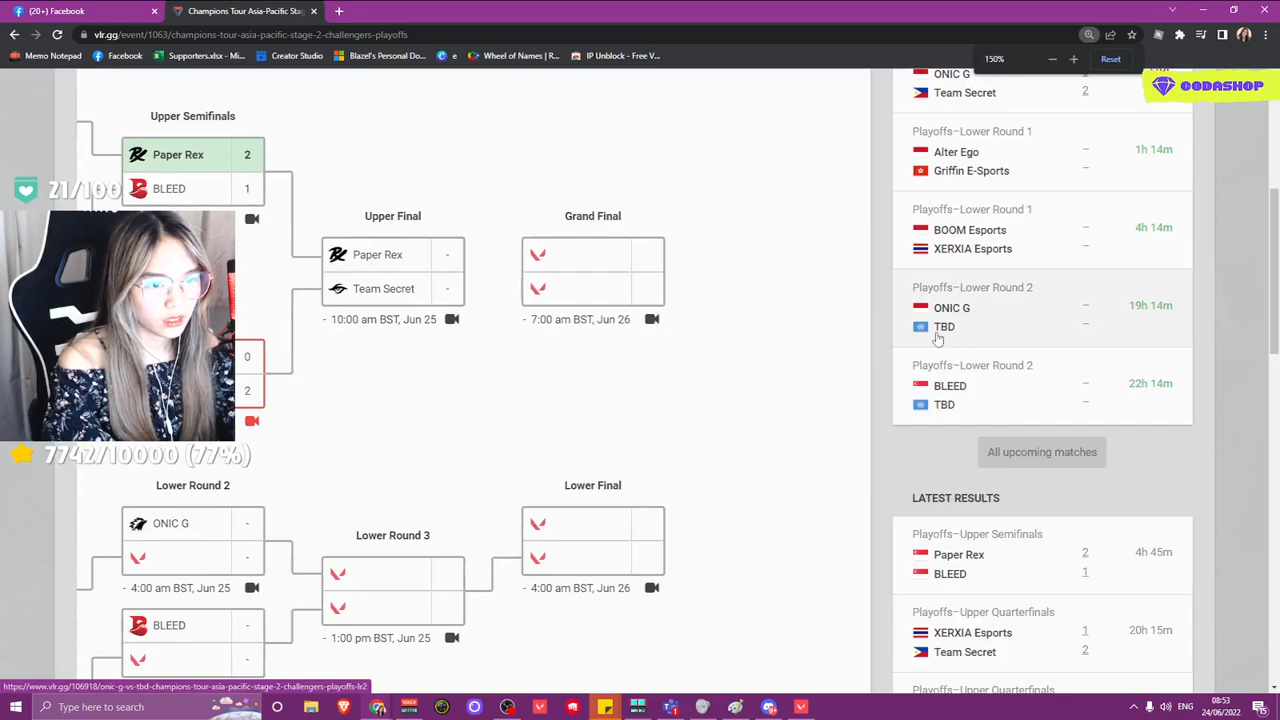 (20+) Facebook
Champions Tour Asia-Pacific Sta
vlr.gg/event/1063/champions-tour-asia-pacific-stage-2-challengers-playoffs
Memo Notepad
Facebook
Supporters.xlsx - Mi...
Creator Studio
Blazel's Personal Do...
e
Wheel of Names | R...
IP Unblock - Free V...
150%
Reset
CODASHOP
Upper Semifinals
Paper Rex 2
BLEED 1
21/100
Upper Final
Paper Rex -
Team Secret -
- 10:00 am BST, Jun 25
Grand Final
- 7:00 am BST, Jun 26
0
2
7742/10000 (77%)
Lower Round 2
ONIC G -
-
- 4:00 am BST, Jun 25
BLEED -
-
Lower Round 3
- 1:00 pm BST, Jun 25
Lower Final
- 4:00 am BST, Jun 26
ONIC G
Team Secret 2
Playoffs–Lower Round 1
Alter Ego – 1h 14m
Griffin E-Sports –
Playoffs–Lower Round 1
BOOM Esports – 4h 14m
XERXIA Esports –
Playoffs–Lower Round 2
ONIC G – 19h 14m
TBD –
Playoffs–Lower Round 2
BLEED – 22h 14m
TBD –
All upcoming matches
LATEST RESULTS
Playoffs–Upper Semifinals
Paper Rex 2 4h 45m
BLEED 1
Playoffs–Upper Quarterfinals
XERXIA Esports 1 20h 15m
Team Secret 2
Playoffs–Upper Quarterfinals
https://www.vlr.gg/106918/onic-g-vs-tbd-champions-tour-asia-pacific-stage-2-challengers-playoffs-lr2
Type here to search
08:53
24/06/2022